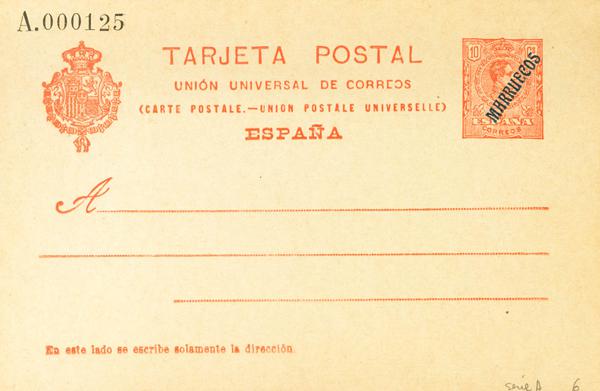 A.000125
TARJETA POSTAL
UNIÓN UNIVERSAL DE CORREOS
(CARTE POSTALE.—UNION POSTALE UNIVERSELLE)
ESPAÑA
10 Cs
MARRUECOS
ESPAÑA
CORREOS
A
En este lado se escribe solamente la dirección.
serie A 6